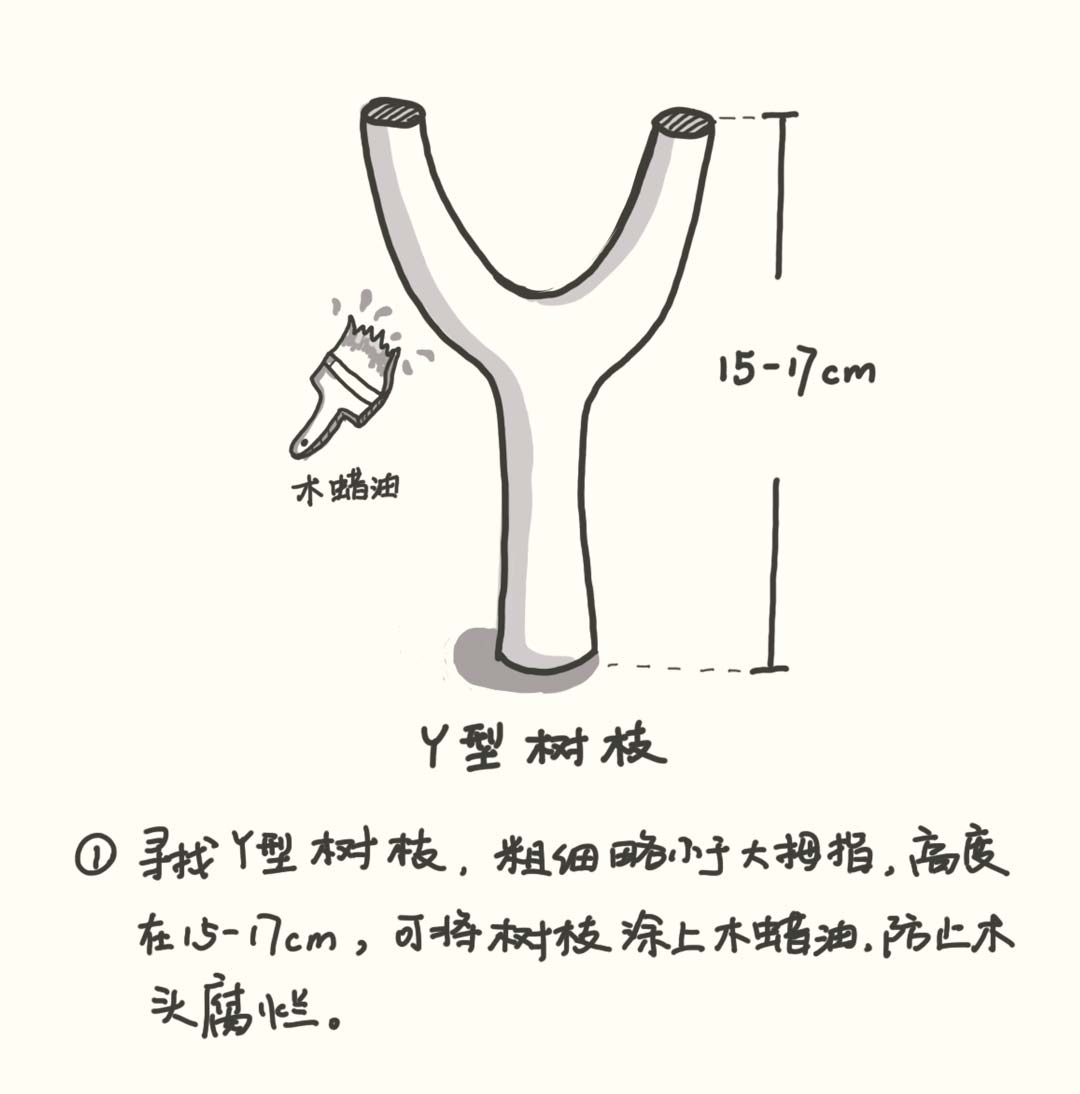 15-17cm
木蜡油
Y型树枝
① 寻找Y型树枝，粗细略小于大拇指，高度
在15-17cm，可将树枝涂上木蜡油，防止木
头腐烂。